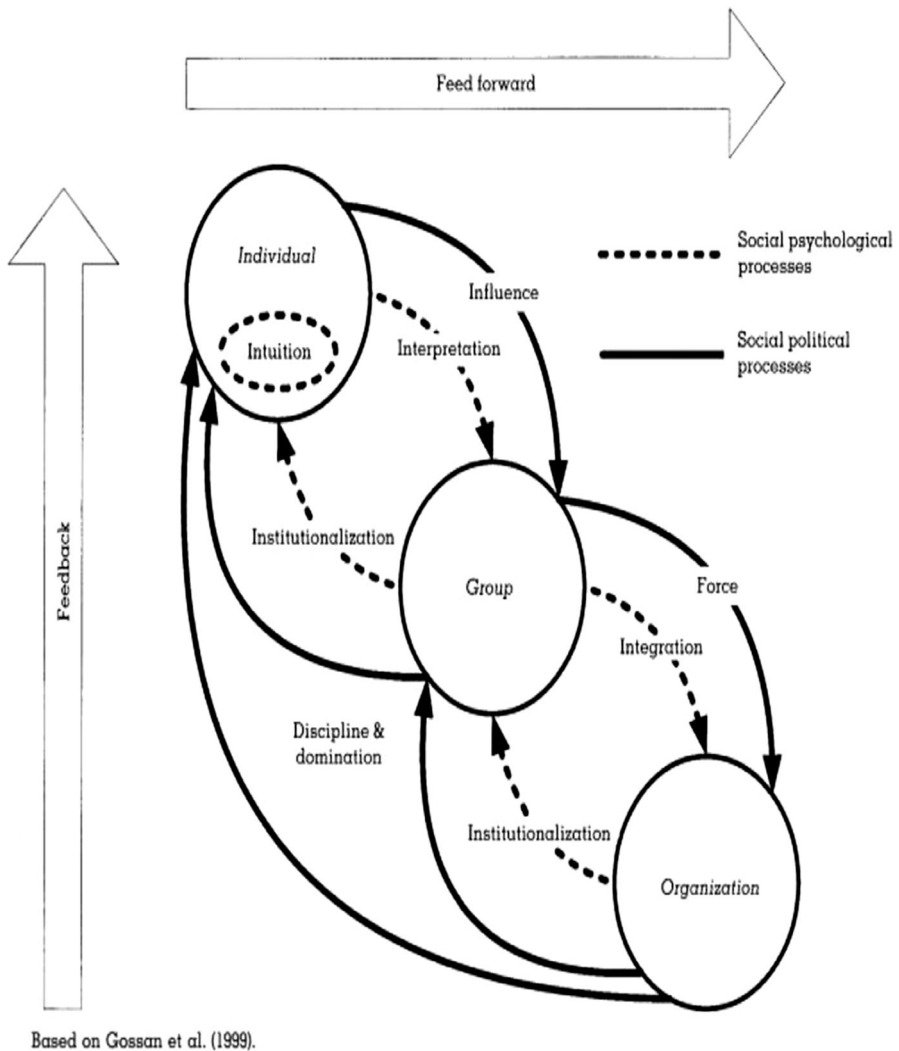 Feed forward
Individual
Intuition
Influence
Interpretation
Social psychological
processes
Social political
processes
Institutionalization
Group
Force
Integration
Feedback
Discipline &
domination
Institutionalization
Organization
Based on Gossan et al. (1999).